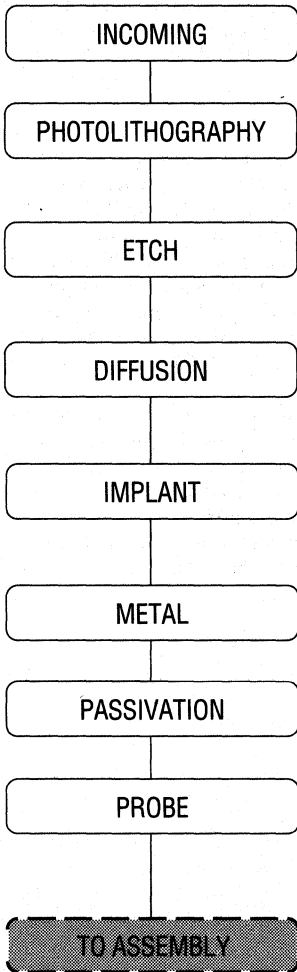 INCOMING
PHOTOLITHOGRAPHY
ETCH
DIFFUSION
IMPLANT
METAL
PASSIVATION
PROBE
TO ASSEMBLY